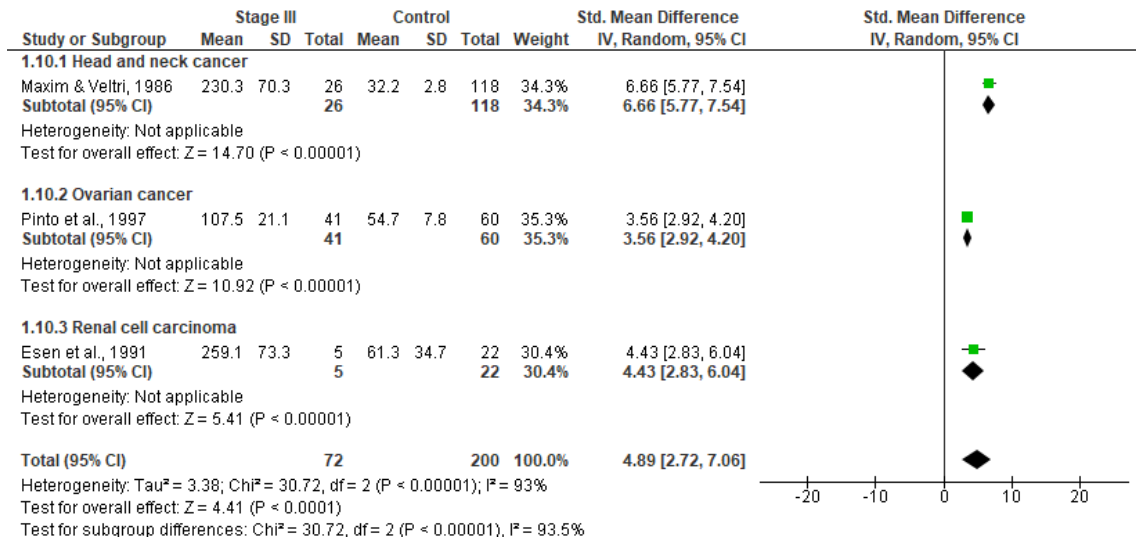 Stage III Control Std. Mean Difference Std. Mean Difference
Study or Subgroup Mean SD Total Mean SD Total Weight IV, Random, 95% CI IV, Random, 95% CI
1.10.1 Head and neck cancer
Maxim & Veltri, 1986 230.3 70.3 26 32.2 2.8 118 34.3% 6.66 [5.77, 7.54]
Subtotal (95% CI) 26 118 34.3% 6.66 [5.77, 7.54]
Heterogeneity: Not applicable
Test for overall effect: Z = 14.70 (P < 0.00001)
1.10.2 Ovarian cancer
Pinto et al., 1997 107.5 21.1 41 54.7 7.8 60 35.3% 3.56 [2.92, 4.20]
Subtotal (95% CI) 41 60 35.3% 3.56 [2.92, 4.20]
Heterogeneity: Not applicable
Test for overall effect: Z = 10.92 (P < 0.00001)
1.10.3 Renal cell carcinoma
Esen et al., 1991 259.1 73.3 5 61.3 34.7 22 30.4% 4.43 [2.83, 6.04]
Subtotal (95% CI) 5 22 30.4% 4.43 [2.83, 6.04]
Heterogeneity: Not applicable
Test for overall effect: Z = 5.41 (P < 0.00001)
Total (95% CI) 72 200 100.0% 4.89 [2.72, 7.06]
Heterogeneity: Tau² = 3.38; Chi² = 30.72, df = 2 (P < 0.00001); I² = 93%
Test for overall effect: Z = 4.41 (P < 0.0001)
Test for subgroup differences: Chi² = 30.72, df = 2 (P < 0.00001), I² = 93.5%
-20 -10 0 10 20